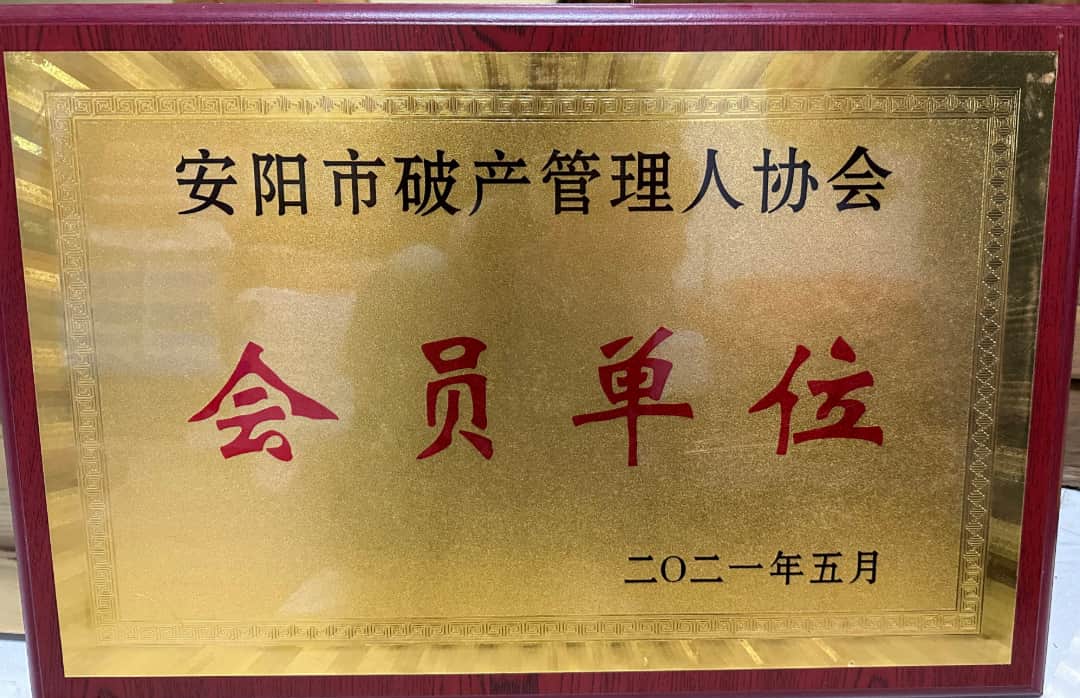 安阳市破产管理人协会
会员单位
二〇二一年五月